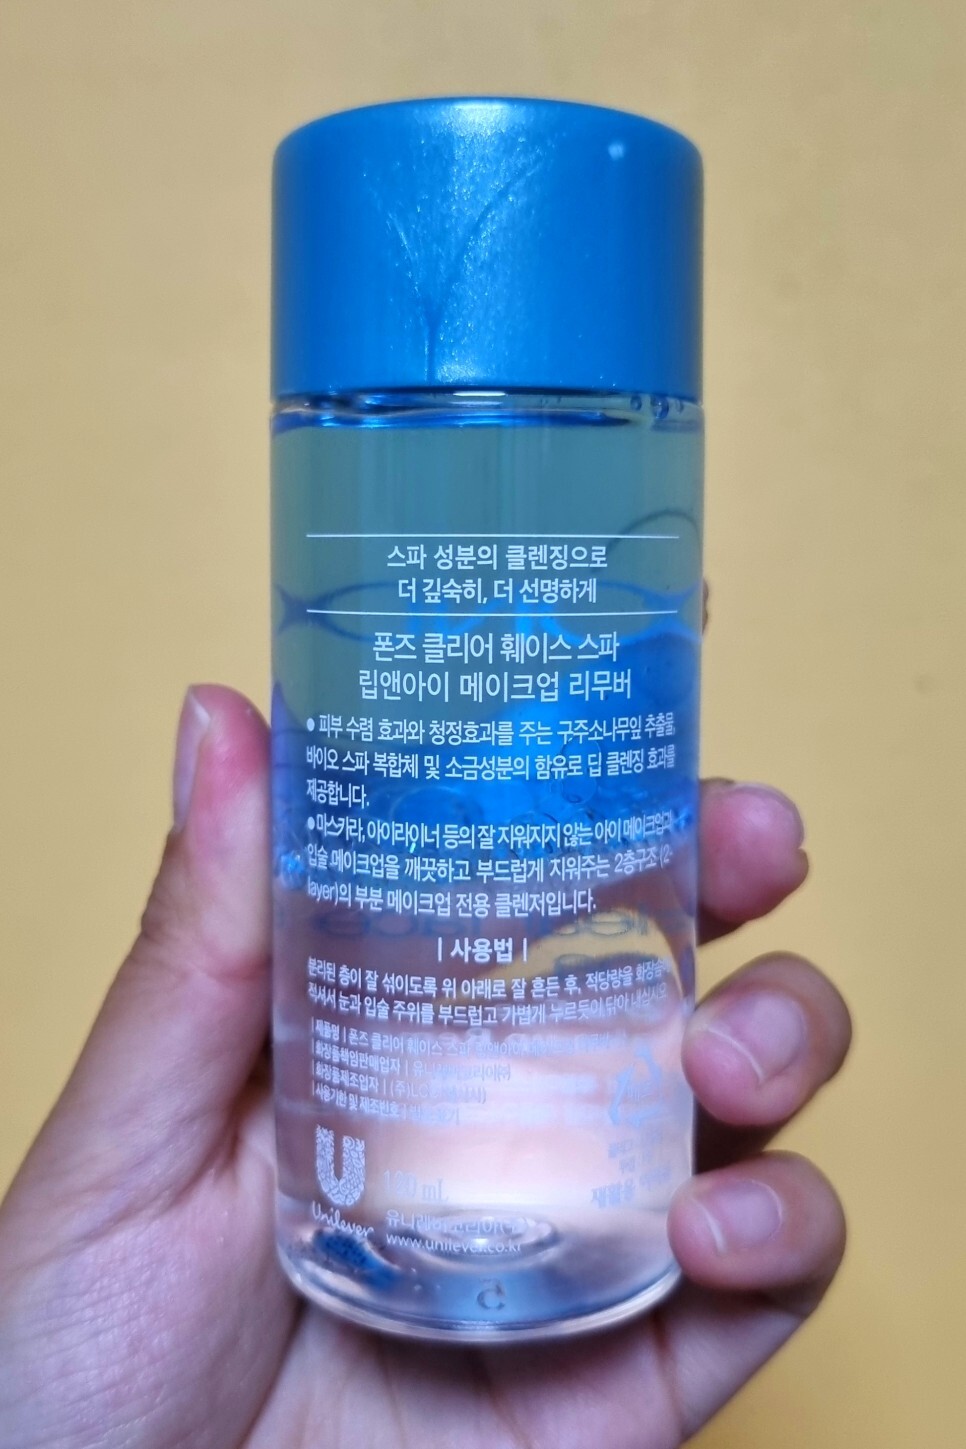 스파 성분의 클렌징으로
더 깊숙히, 더 선명하게
폰즈 클리어 훼이스 스파
립앤아이 메이크업 리무버
● 피부 수렴 효과와 청정효과를 주는 구주소나무잎 추출물,
바이오 스파 복합체 및 소금성분의 함유로 딥 클렌징 효과를
제공합니다.
● 마스카라, 아이라이너 등의 잘 지워지지 않는 아이 메이크업과
입술 메이크업을 깨끗하고 부드럽게 지워주는 2층구조 (2-
layer)의 부분 메이크업 전용 클렌저입니다.
| 사용법 |
분리된 층이 잘 섞이도록 위 아래로 잘 흔든 후, 적당량을 화장솜에
적셔서 눈과 입술 주위를 부드럽고 가볍게 누르듯이 닦아 내십시오
| 제품명 | 폰즈 클리어 훼이스 스파
| 화장품책임판매업자 |
| 화장품제조업자 |
| 사용기한 및 제조번호 |
U
Unilever
유니레버코리아(주)
www.unilever.co.kr
재활용
5